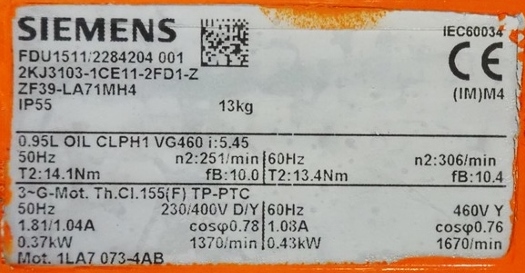 SIEMENS
IEC60034
FDU1511/2284204 001
2KJ3103-1CE11-2FD1-Z
ZF39-LA71MH4
(IM)M4
IP55 13kg
0.95L OIL CLPH1 VG460 i:5.45
50Hz n2:251/min 60Hz n2:306/min
T2:14.1Nm fB:10.0 T2:13.4Nm fB:10.4
3~G-Mot. Th.Cl.155(F) TP-PTC
50Hz 230/400V D/Y 60Hz 460V Y
1.81/1.04A cosφ0.78 1.03A cosφ0.76
0.37kW 1370/min 0.43kW 1670/min
Mot. 1LA7 073-4AB